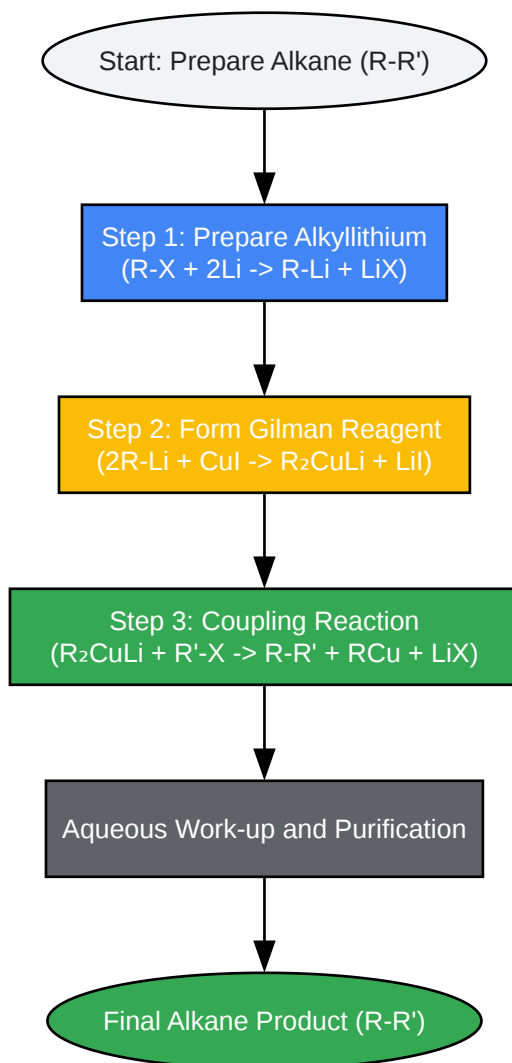 Start: Prepare Alkane (R-R')
Step 1: Prepare Alkyllithium
(R-X + 2Li -> R-Li + LiX)
Step 2: Form Gilman Reagent
(2R-Li + CuI -> R₂CuLi + LiI)
Step 3: Coupling Reaction
(R₂CuLi + R'-X -> R-R' + RCu + LiX)
Aqueous Work-up and Purification
Final Alkane Product (R-R')